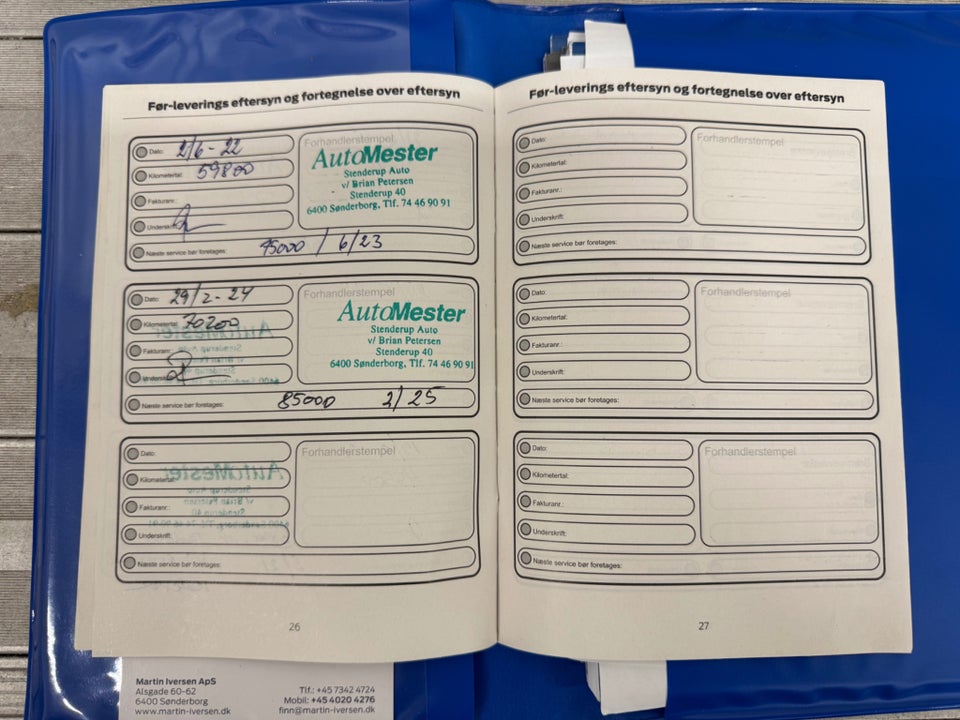 Før-leverings eftersyn og fortegnelse over eftersyn
Dato: 2/6 - 22
Kilometertal: 59800
Fakturanr.:
Underskrift:
Forhandlerstempel
AutoMester
Stenderup Auto
v/ Brian Petersen
Stenderup 40
6400 Sønderborg, Tlf. 74 46 90 91
Næste service bør foretages: 75000 / 6/23
Dato: 29/2 - 24
Kilometertal: 70200
Fakturanr.:
Underskrift:
Forhandlerstempel
AutoMester
Stenderup Auto
v/ Brian Petersen
Stenderup 40
6400 Sønderborg, Tlf. 74 46 90 91
Næste service bør foretages: 85000 2/25
Dato:
Kilometertal:
Fakturanr.:
Underskrift:
Forhandlerstempel
Næste service bør foretages:
26
Før-leverings eftersyn og fortegnelse over eftersyn
Dato:
Kilometertal:
Fakturanr.:
Underskrift:
Forhandlerstempel
Næste service bør foretages:
Dato:
Kilometertal:
Fakturanr.:
Underskrift:
Forhandlerstempel
Næste service bør foretages:
Dato:
Kilometertal:
Fakturanr.:
Underskrift:
Forhandlerstempel
Næste service bør foretages:
27
Martin Iversen ApS
Alsgade 60-62
6400 Sønderborg
www.martin-iversen.dk
Tlf.: +45 7342 4724
Mobil: +45 4020 4276
finn@martin-iversen.dk